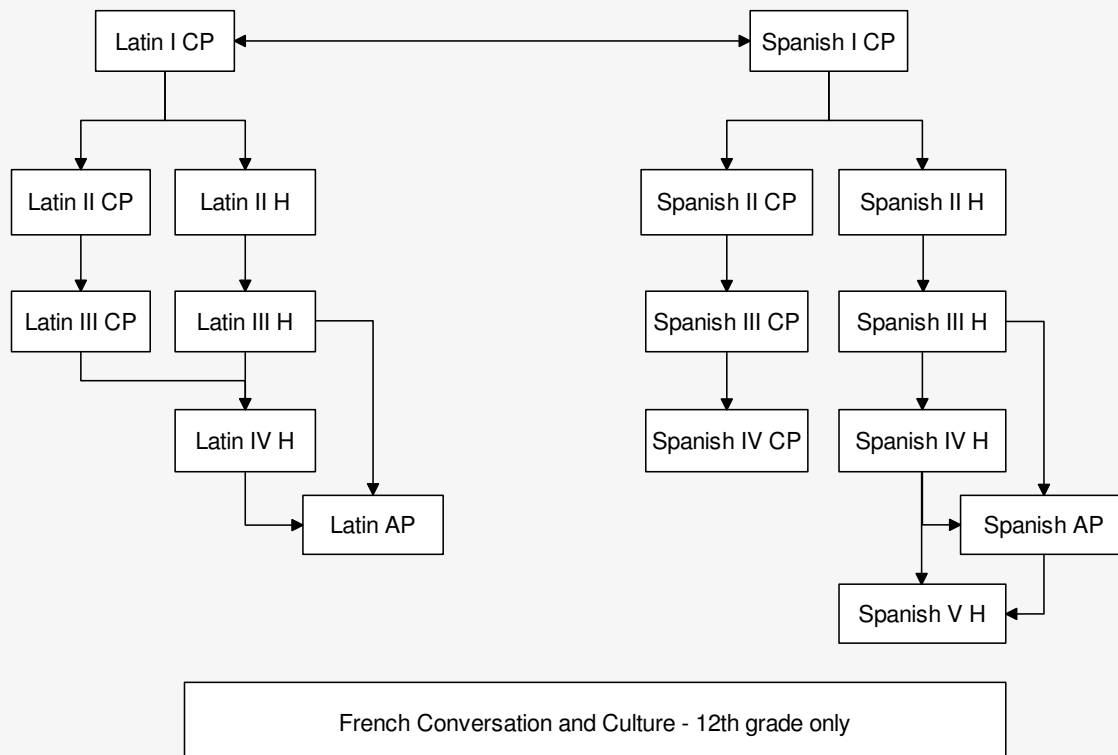 Latin I CP
Spanish I CP
Latin II CP
Latin II H
Spanish II CP
Spanish II H
Latin III CP
Latin III H
Spanish III CP
Spanish III H
Latin IV H
Spanish IV CP
Spanish IV H
Latin AP
Spanish AP
Spanish V H
French Conversation and Culture - 12th grade only